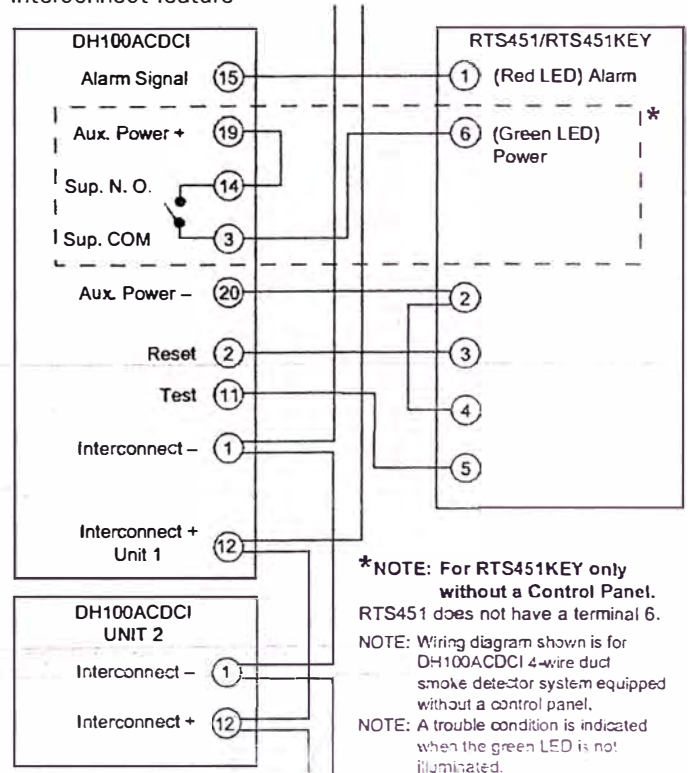 Interconnect feature
DH100ACDCI
Alarm Signal 15
Aux. Power + 19
Sup. N. O. 14
Sup. COM 3
Aux. Power – 20
Reset 2
Test 11
Interconnect – 1
Interconnect +
Unit 1
12
RTS451/RTS451KEY
1 (Red LED) Alarm
*
6 (Green LED)
Power
2
3
4
5
DH100ACDCI
UNIT 2
Interconnect – 1
Interconnect + 12
*NOTE: For RTS451KEY only
without a Control Panel.
RTS451 does not have a terminal 6.
NOTE: Wiring diagram shown is for
DH100ACDCI 4-wire duct
smoke detector system equipped
without a control panel.
NOTE: A trouble condition is indicated
when the green LED is not
illuminated.